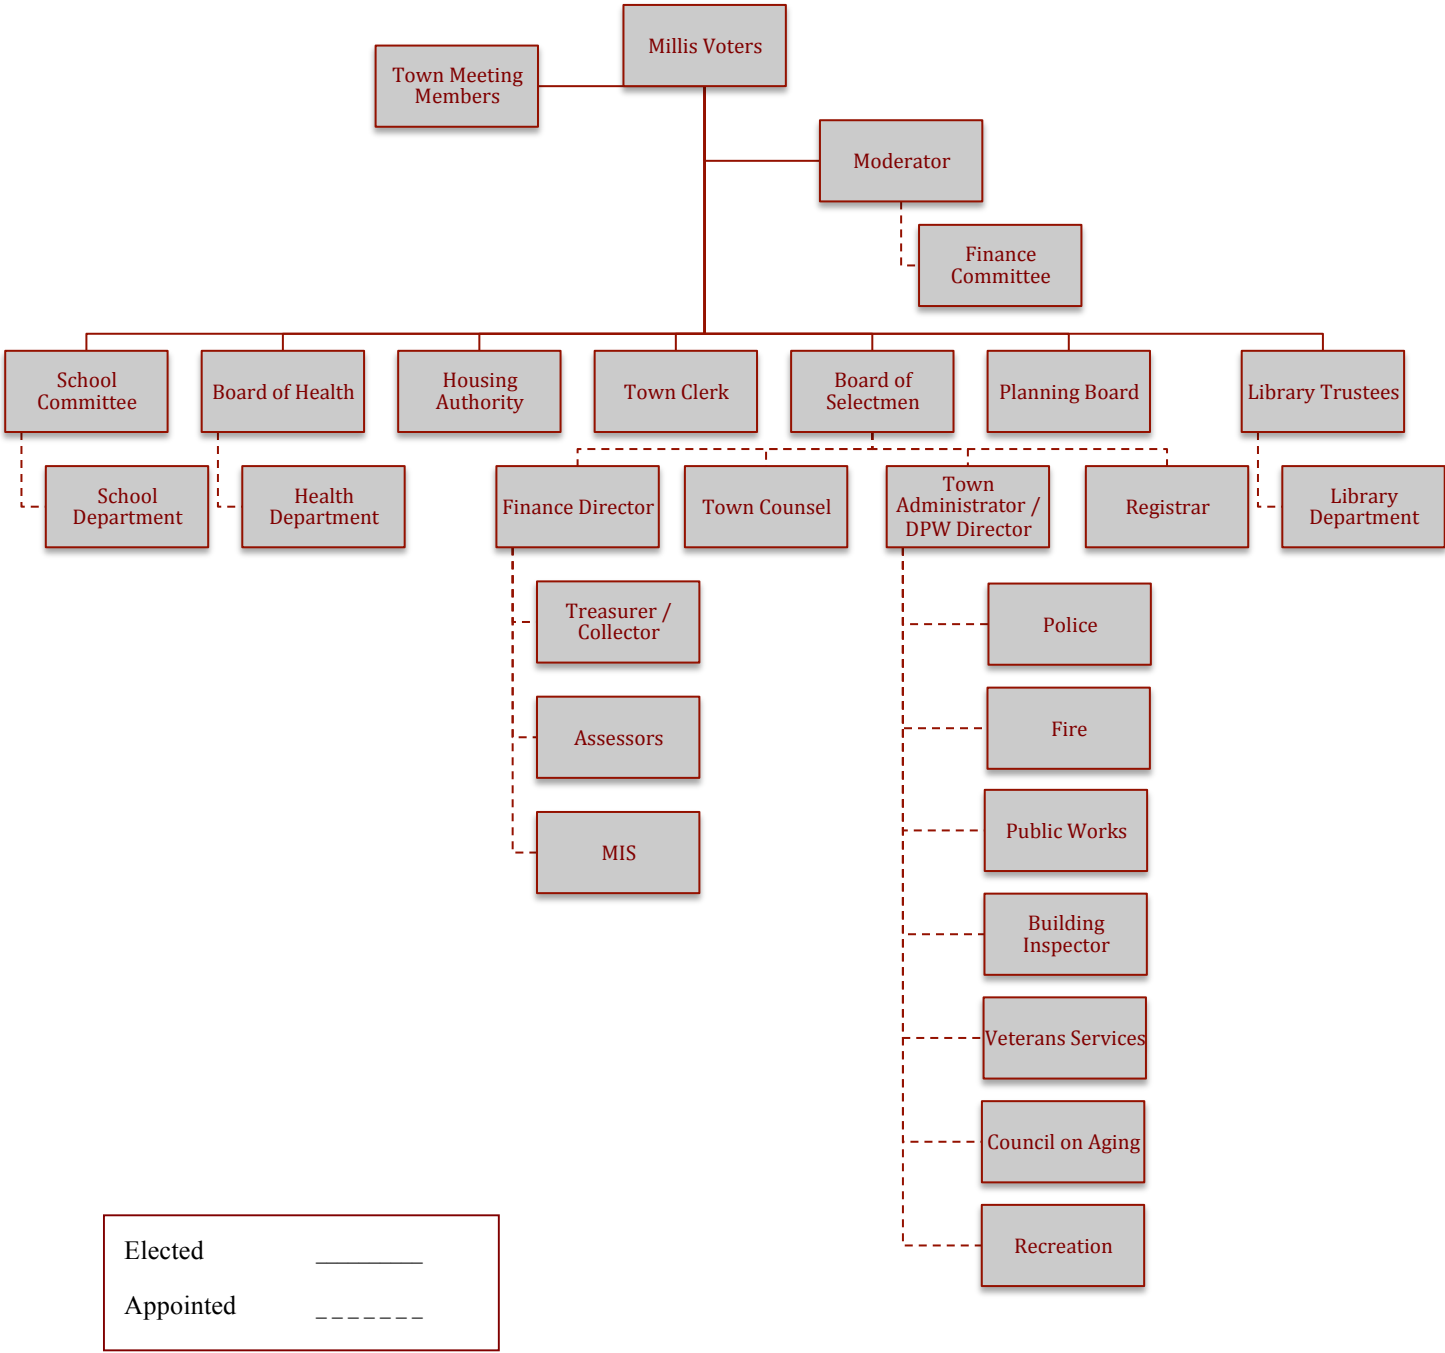 Millis Voters
Town Meeting
Members
Moderator
Finance
Committee
School
Committee
Board of Health
Housing
Authority
Town Clerk
Board of
Selectmen
Planning Board
Library Trustees
School
Department
Health
Department
Finance Director
Town Counsel
Town
Administrator /
DPW Director
Registrar
Library
Department
Treasurer /
Collector
Assessors
MIS
Police
Fire
Public Works
Building
Inspector
Veterans Services
Council on Aging
Recreation
Elected ________
Appointed _ _ _ _ _ _ _